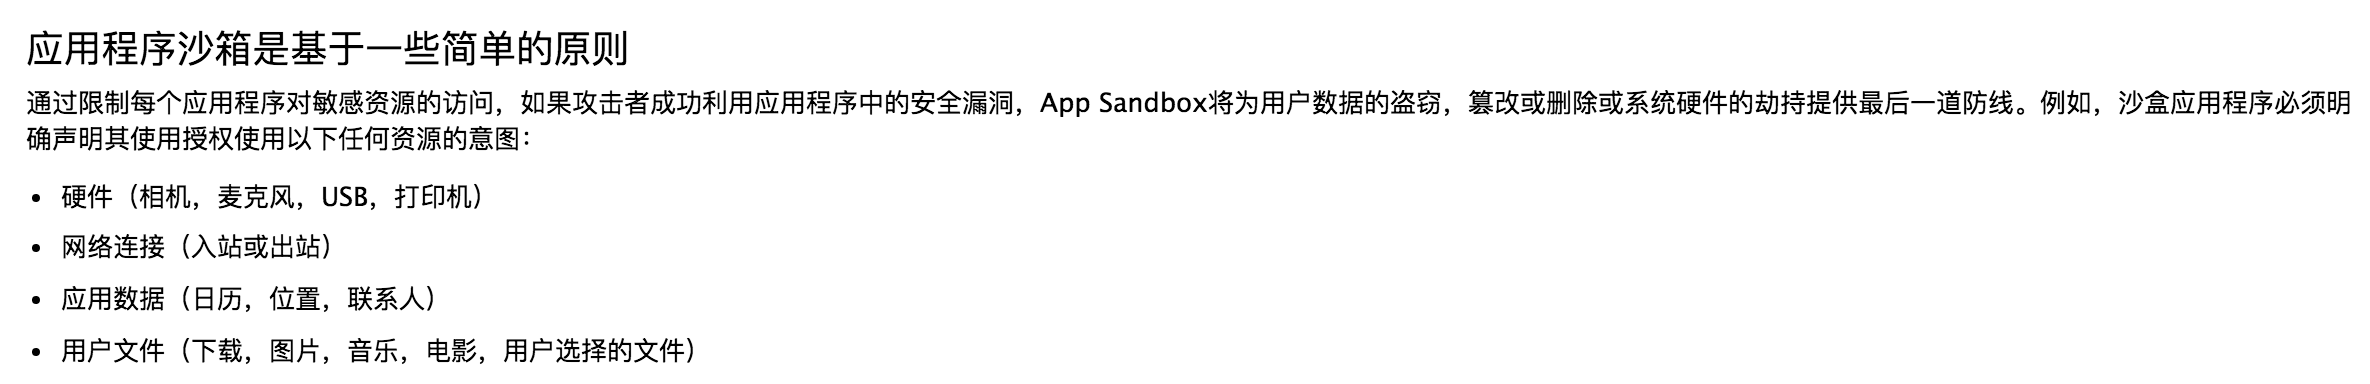 应用程序沙箱是基于一些简单的原则
通过限制每个应用程序对敏感资源的访问，如果攻击者成功利用应用程序中的安全漏洞，App Sandbox将为用户数据的盗窃，篡改或删除或系统硬件的劫持提供最后一道防线。例如，沙盒应用程序必须明
确声明其使用授权使用以下任何资源的意图：
• 硬件（相机，麦克风，USB，打印机）
• 网络连接（入站或出站）
• 应用数据（日历，位置，联系人）
• 用户文件（下载，图片，音乐，电影，用户选择的文件）